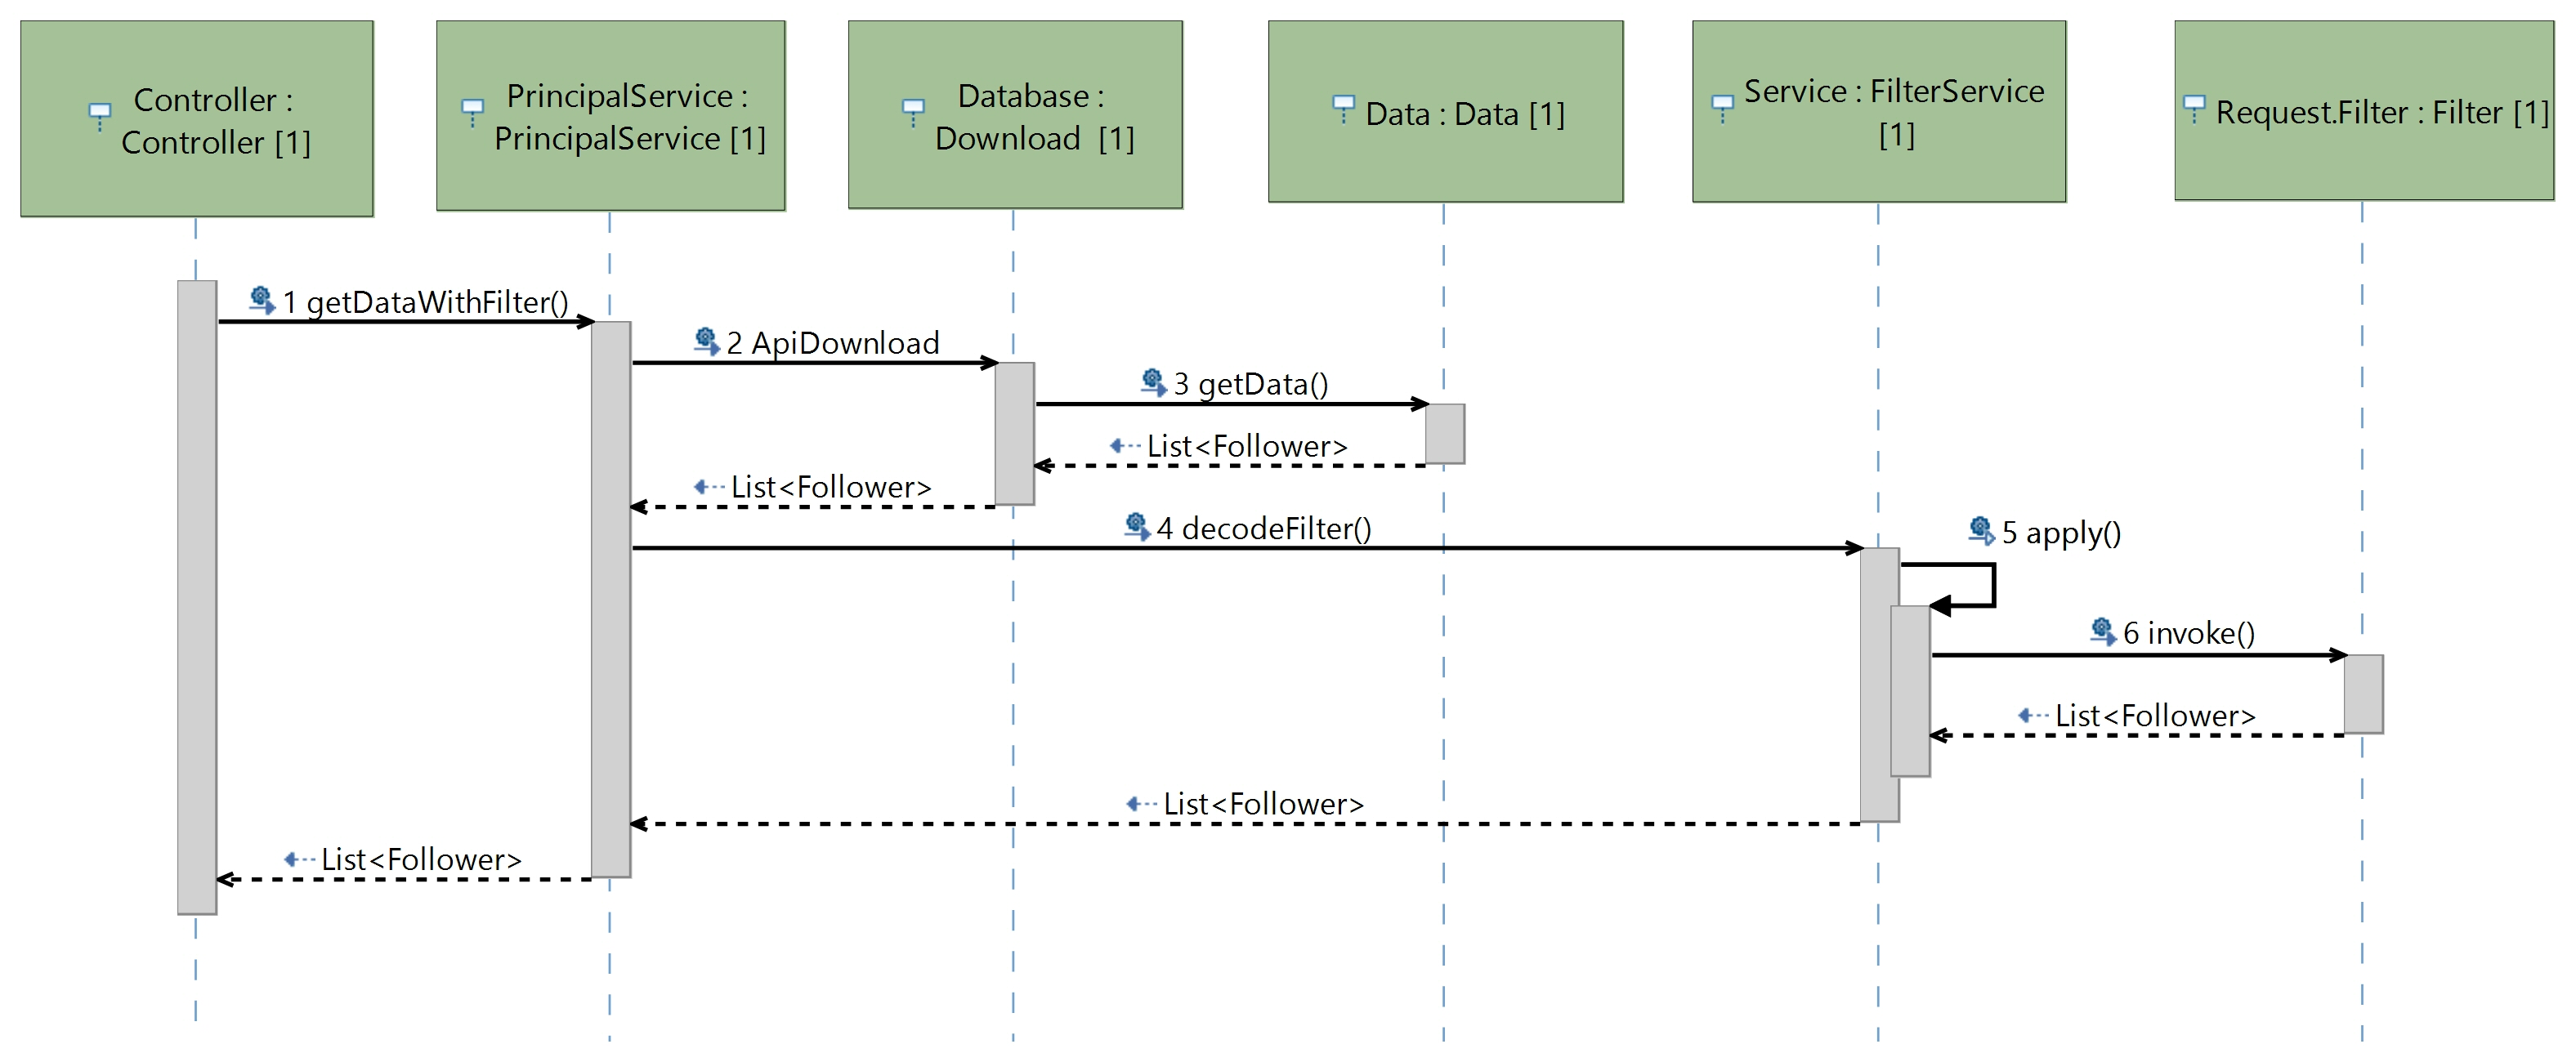 Controller :
Controller [1]
PrincipalService :
PrincipalService [1]
Database :
Download [1]
Data : Data [1]
Service : FilterService
[1]
Request.Filter : Filter [1]
1 getDataWithFilter()
2 ApiDownload
3 getData()
List<Follower>
List<Follower>
4 decodeFilter()
5 apply()
6 invoke()
List<Follower>
List<Follower>
List<Follower>